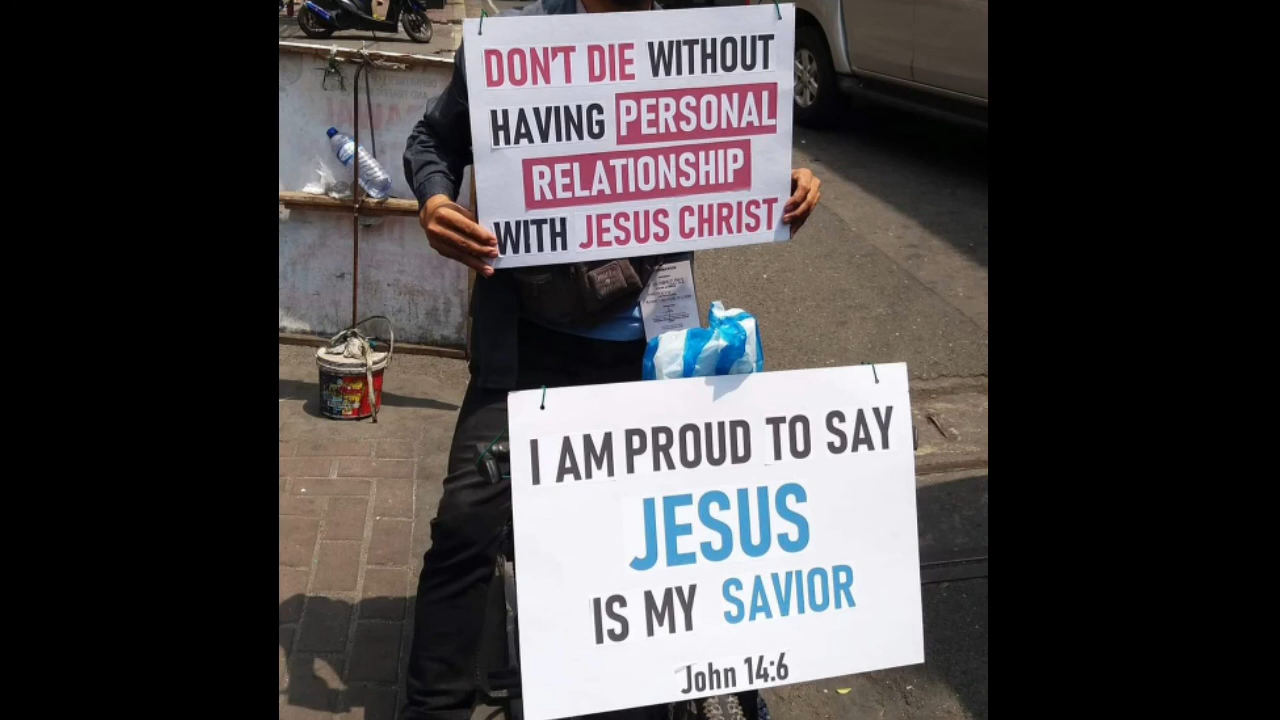 DON'T DIE WITHOUT
HAVING PERSONAL
RELATIONSHIP
WITH JESUS CHRIST
I AM PROUD TO SAY
JESUS
IS MY SAVIOR
John 14:6